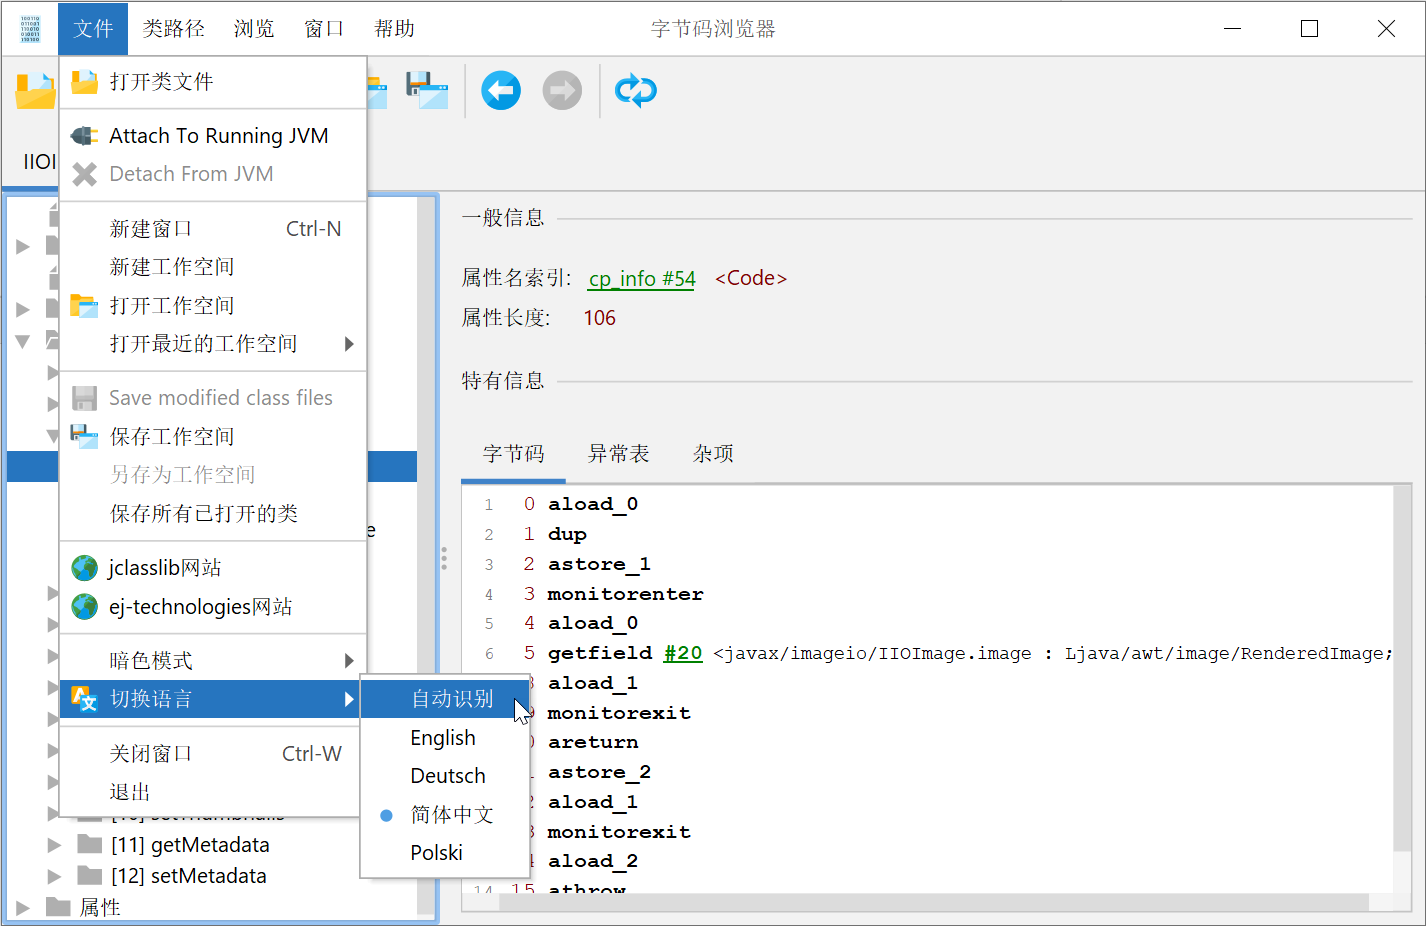 文件 类路径 浏览 窗口 帮助 字节码浏览器
打开类文件
Attach To Running JVM
Detach From JVM
新建窗口 Ctrl-N
新建工作空间
打开工作空间
打开最近的工作空间
Save modified class files
保存工作空间
另存为工作空间
保存所有已打开的类
jclasslib网站
ej-technologies网站
暗色模式
切换语言
关闭窗口 Ctrl-W
退出
自动识别
English
Deutsch
简体中文
Polski
IIOI
[11] getMetadata
[12] setMetadata
属性
一般信息
属性名索引: cp_info #54 <Code>
属性长度: 106
特有信息
字节码 异常表 杂项
1 0 aload_0
2 1 dup
3 2 astore_1
4 3 monitorenter
5 4 aload_0
6 5 getfield #20 <javax/imageio/IIOImage.image : Ljava/awt/image/RenderedImage;
aload_1
monitorexit
areturn
astore_2
aload_1
monitorexit
aload_2
14 15 athrow